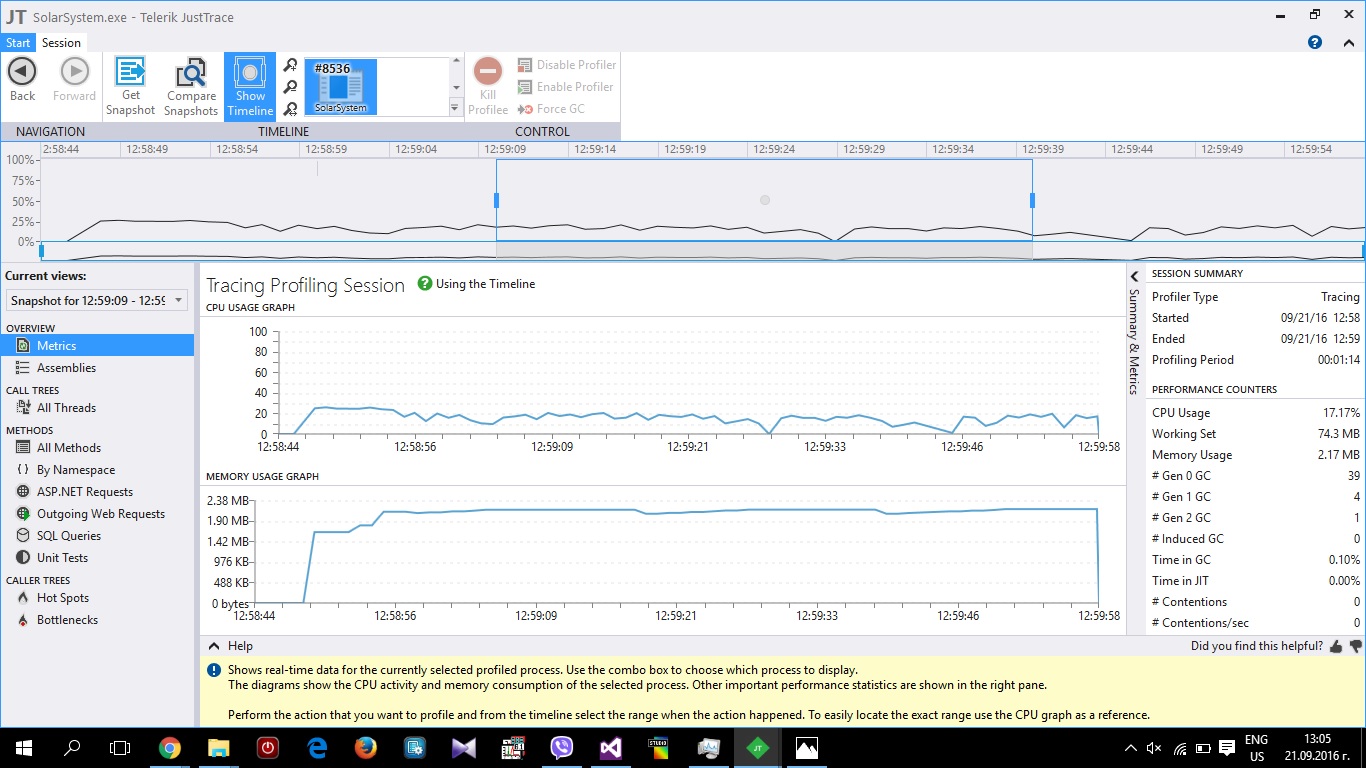 JT SolarSystem.exe - Telerik JustTrace
Start Session
Back Forward Get Snapshot Compare Snapshots Show Timeline #8536 SolarSystem Kill Profilee
Disable Profiler
Enable Profiler
Force GC
NAVIGATION TIMELINE CONTROL
2:58:44 12:58:49 12:58:54 12:58:59 12:59:04 12:59:09 12:59:14 12:59:19 12:59:24 12:59:29 12:59:34 12:59:39 12:59:44 12:59:49 12:59:54
100%
75%
50%
25%
0%
Current views:
Snapshot for 12:59:09 - 12:59
OVERVIEW
Metrics
Assemblies
CALL TREES
All Threads
METHODS
All Methods
By Namespace
ASP.NET Requests
Outgoing Web Requests
SQL Queries
Unit Tests
CALLER TREES
Hot Spots
Bottlenecks
Tracing Profiling Session Using the Timeline
CPU USAGE GRAPH
100
80
60
40
20
0
12:58:44 12:58:56 12:59:09 12:59:21 12:59:33 12:59:46 12:59:58
MEMORY USAGE GRAPH
2.38 MB
1.90 MB
1.42 MB
976 KB
488 KB
0 bytes
12:58:44 12:58:56 12:59:09 12:59:21 12:59:33 12:59:46 12:59:58
Summary & Metrics
SESSION SUMMARY
Profiler Type Tracing
Started 09/21/16 12:58
Ended 09/21/16 12:59
Profiling Period 00:01:14
PERFORMANCE COUNTERS
CPU Usage 17.17%
Working Set 74.3 MB
Memory Usage 2.17 MB
# Gen 0 GC 39
# Gen 1 GC 4
# Gen 2 GC 1
# Induced GC 0
Time in GC 0.10%
Time in JIT 0.00%
# Contentions 0
# Contentions/sec 0
Help Did you find this helpful?
Shows real-time data for the currently selected profiled process. Use the combo box to choose which process to display.
The diagrams show the CPU activity and memory consumption of the selected process. Other important performance statistics are shown in the right pane.
Perform the action that you want to profile and from the timeline select the range when the action happened. To easily locate the exact range use the CPU graph as a reference.
STUDIO
JT
ENG
US
13:05
21.09.2016 г.